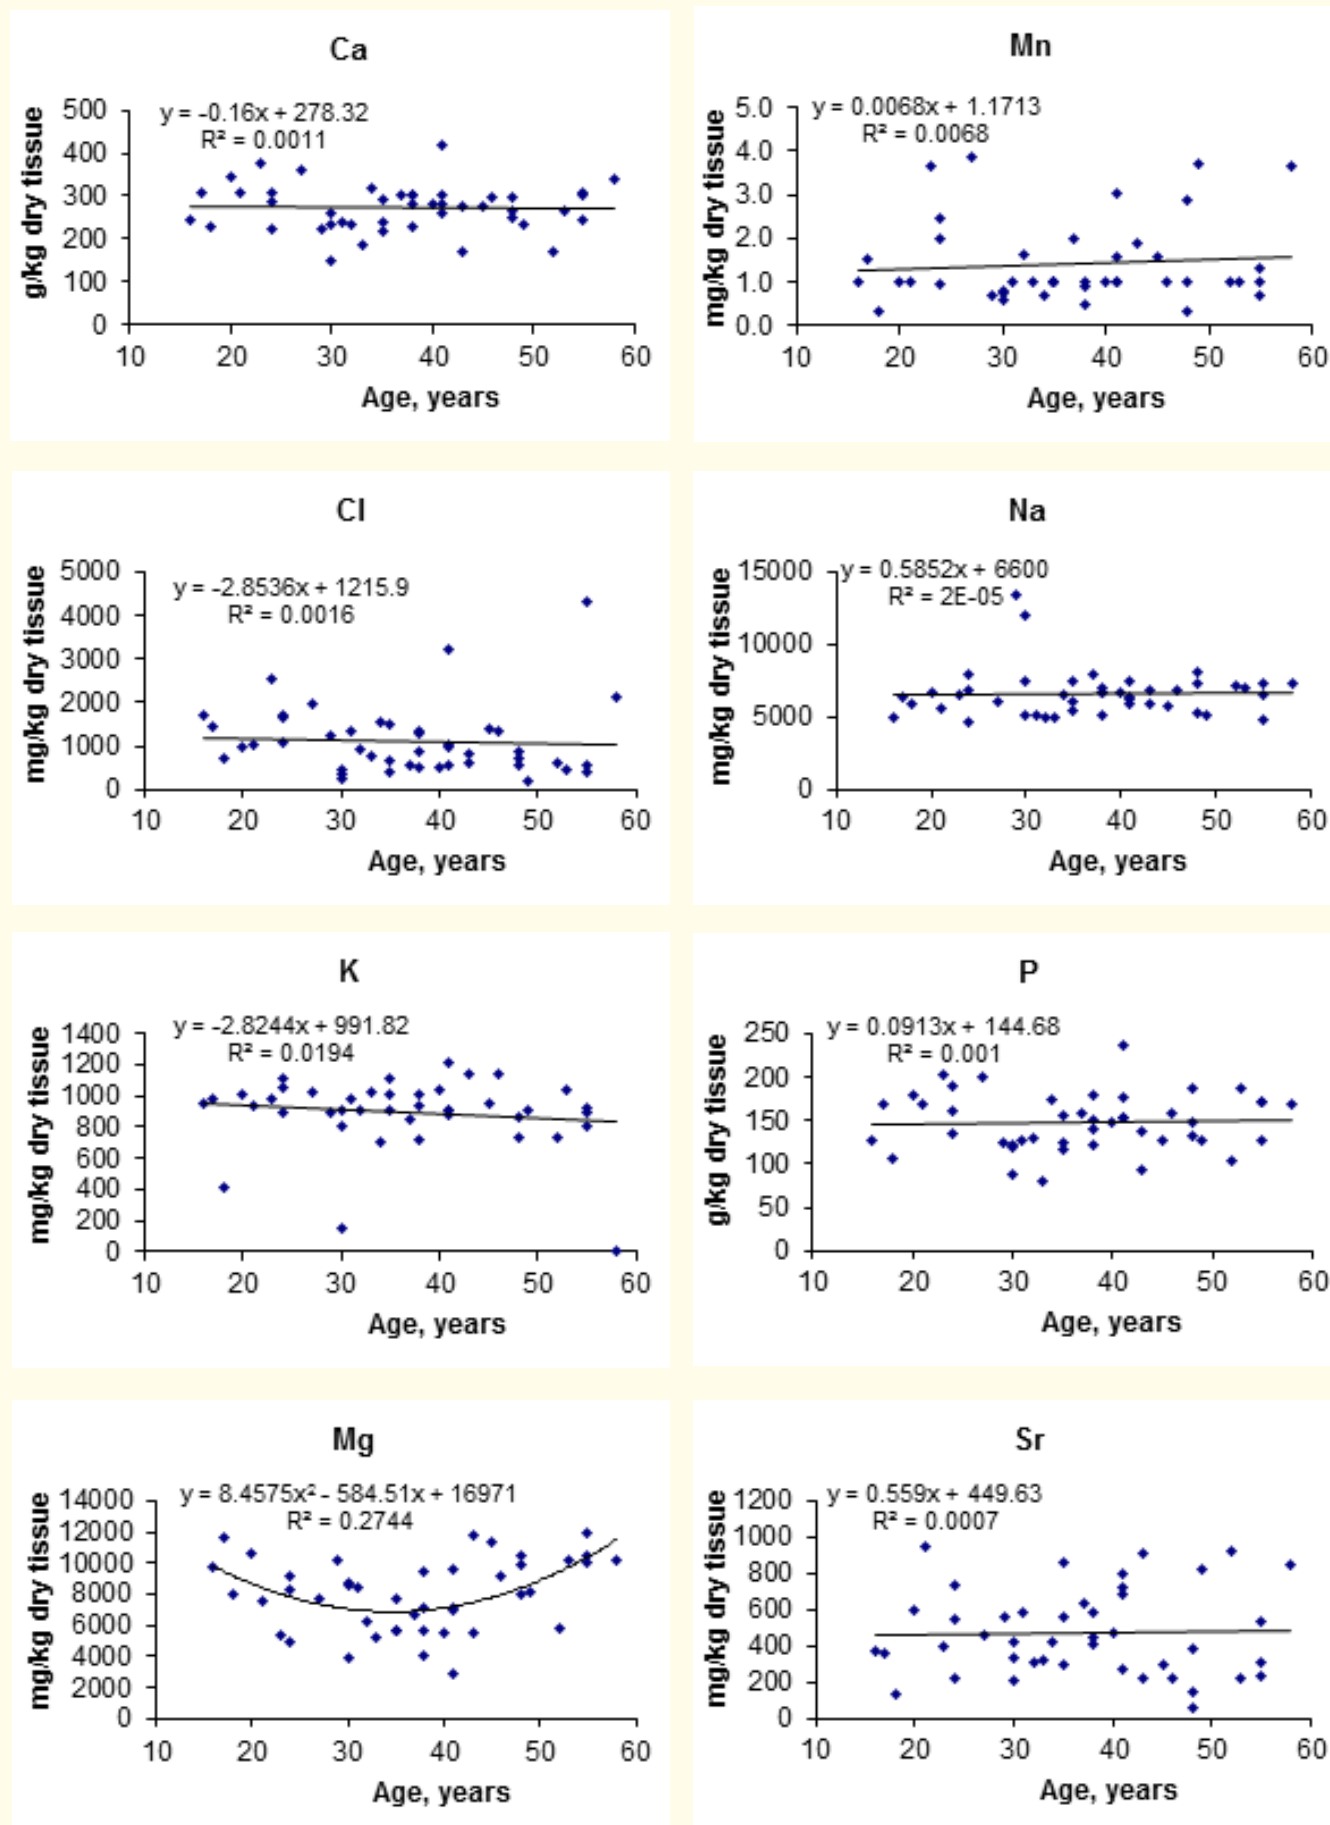 Ca
y = -0.16x + 278.32
R² = 0.0011
g/kg dry tissue
500
400
300
200
100
0
10 20 30 40 50 60
Age, years
Mn
y = 0.0068x + 1.1713
R² = 0.0068
mg/kg dry tissue
5.0
4.0
3.0
2.0
1.0
0.0
10 20 30 40 50 60
Age, years
Cl
y = -2.8536x + 1215.9
R² = 0.0016
mg/kg dry tissue
5000
4000
3000
2000
1000
0
10 20 30 40 50 60
Age, years
Na
y = 0.5852x + 6600
R² = 2E-05
mg/kg dry tissue
15000
10000
5000
0
10 20 30 40 50 60
Age, years
K
y = -2.8244x + 991.82
R² = 0.0194
mg/kg dry tissue
1400
1200
1000
800
600
400
200
0
10 20 30 40 50 60
Age, years
P
y = 0.0913x + 144.68
R² = 0.001
g/kg dry tissue
250
200
150
100
50
0
10 20 30 40 50 60
Age, years
Mg
y = 8.4575x² - 584.51x + 16971
R² = 0.2744
mg/kg dry tissue
14000
12000
10000
8000
6000
4000
2000
0
10 20 30 40 50 60
Age, years
Sr
y = 0.559x + 449.63
R² = 0.0007
mg/kg dry tissue
1200
1000
800
600
400
200
0
10 20 30 40 50 60
Age, years